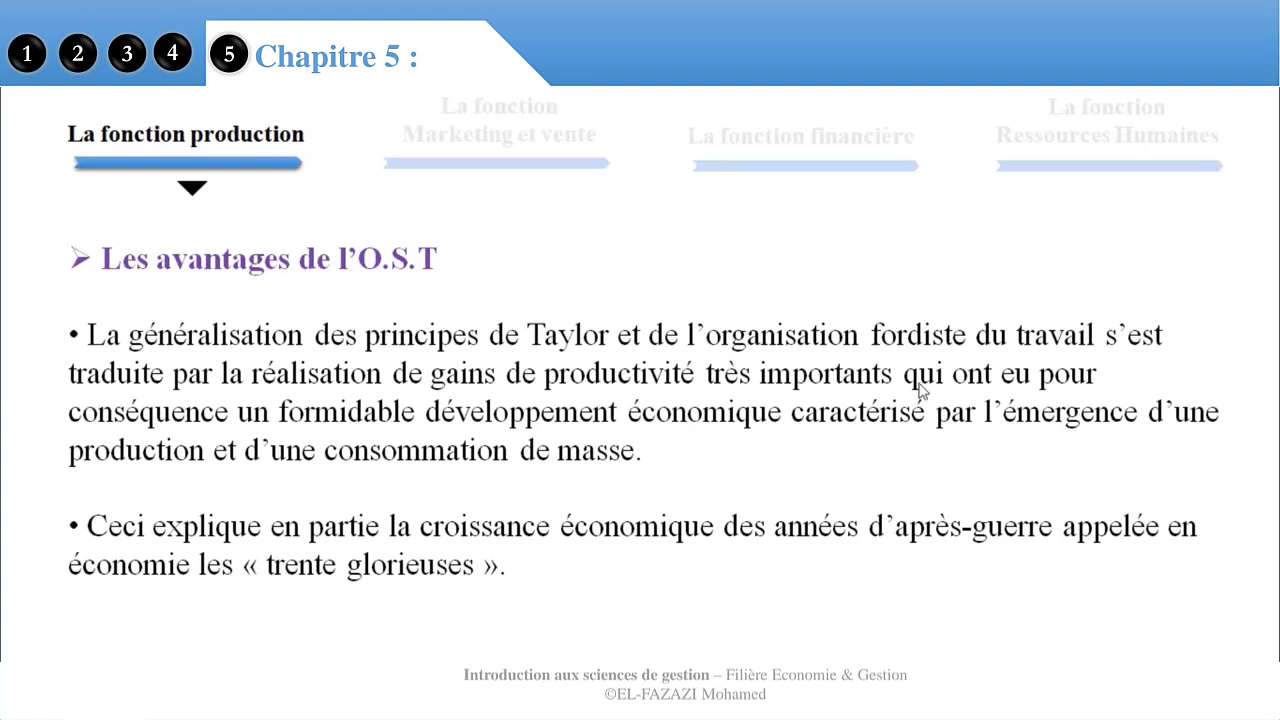 1 2 3 4 5 Chapitre 5 :
La fonction production
La fonction
Marketing et vente
La fonction financière
La fonction
Ressources Humaines
➢ Les avantages de l’O.S.T
• La généralisation des principes de Taylor et de l’organisation fordiste du travail s’est
traduite par la réalisation de gains de productivité très importants qui ont eu pour
conséquence un formidable développement économique caractérisé par l’émergence d’une
production et d’une consommation de masse.
• Ceci explique en partie la croissance économique des années d’après-guerre appelée en
économie les « trente glorieuses ».
Introduction aux sciences de gestion – Filière Economie & Gestion
©EL-FAZAZI Mohamed